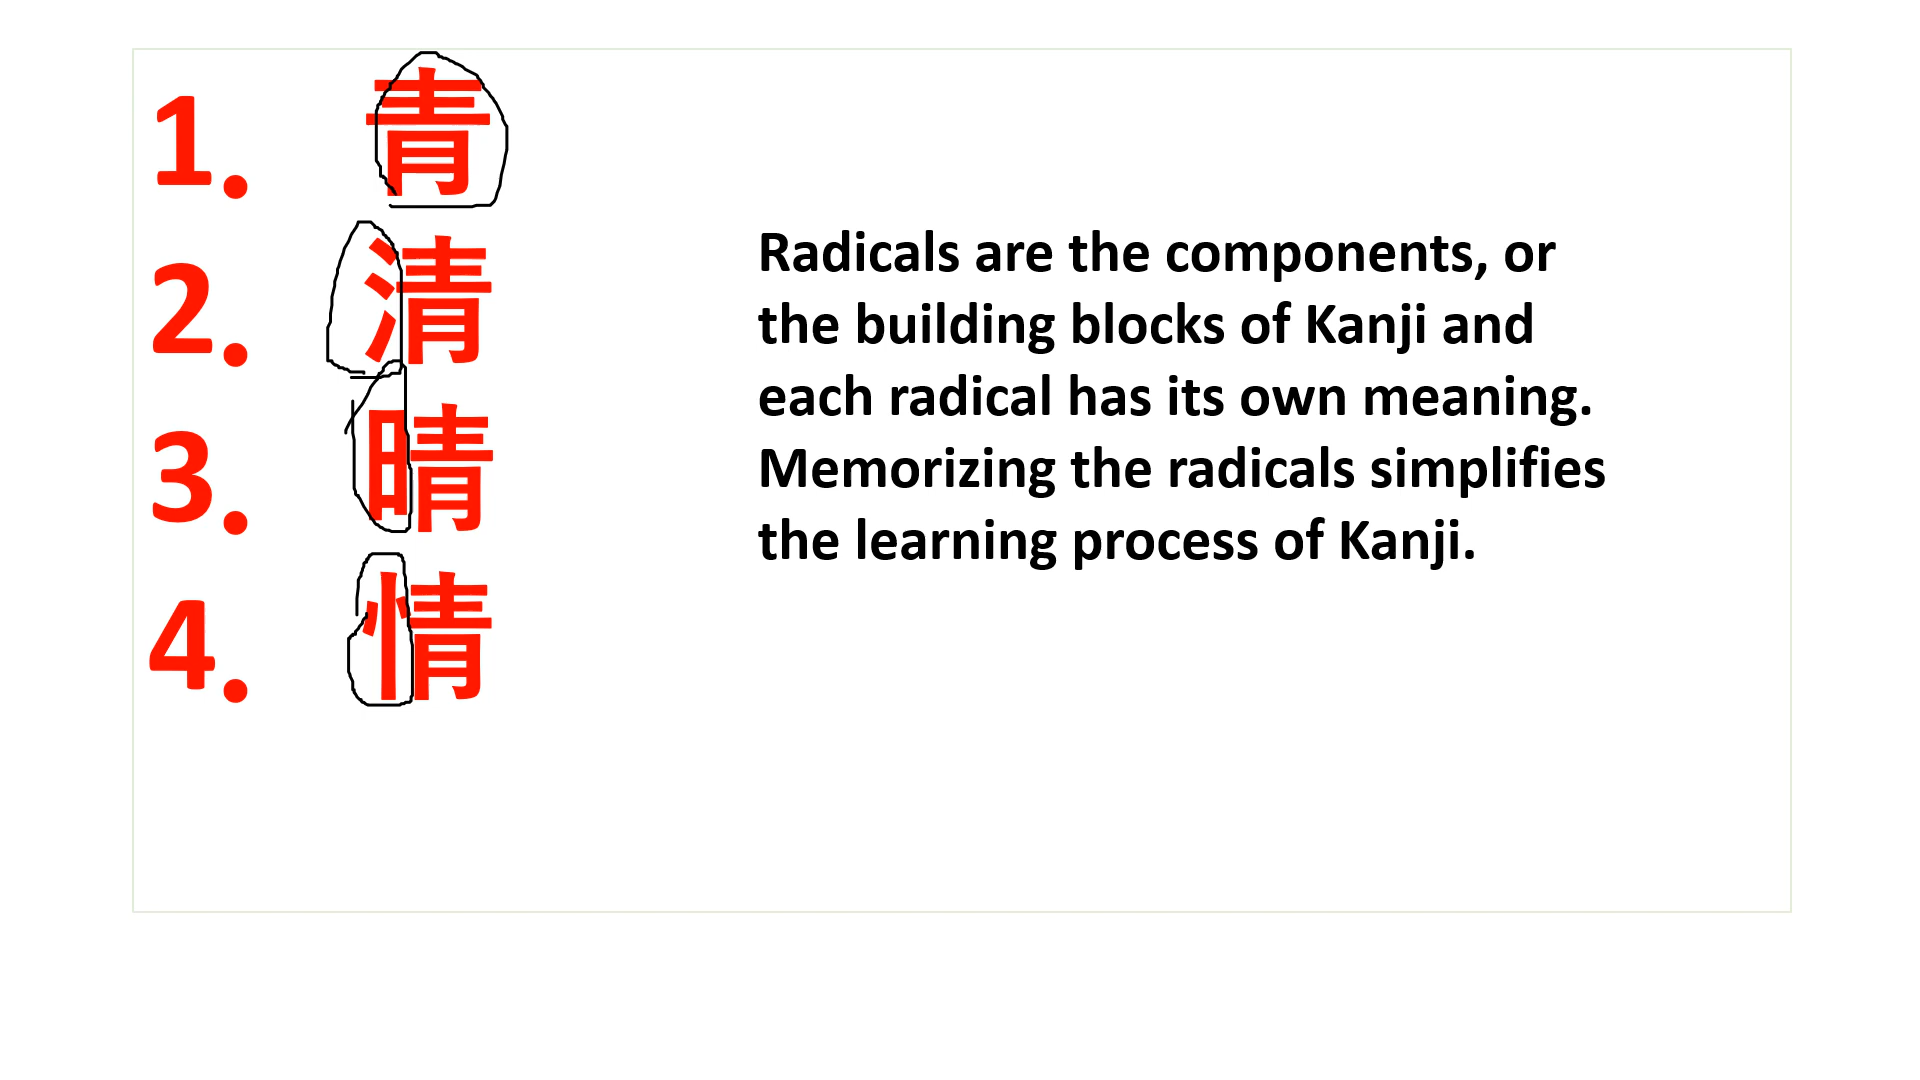 1. 青
2. 清
3. 晴
4. 情
Radicals are the components, or
the building blocks of Kanji and
each radical has its own meaning.
Memorizing the radicals simplifies
the learning process of Kanji.